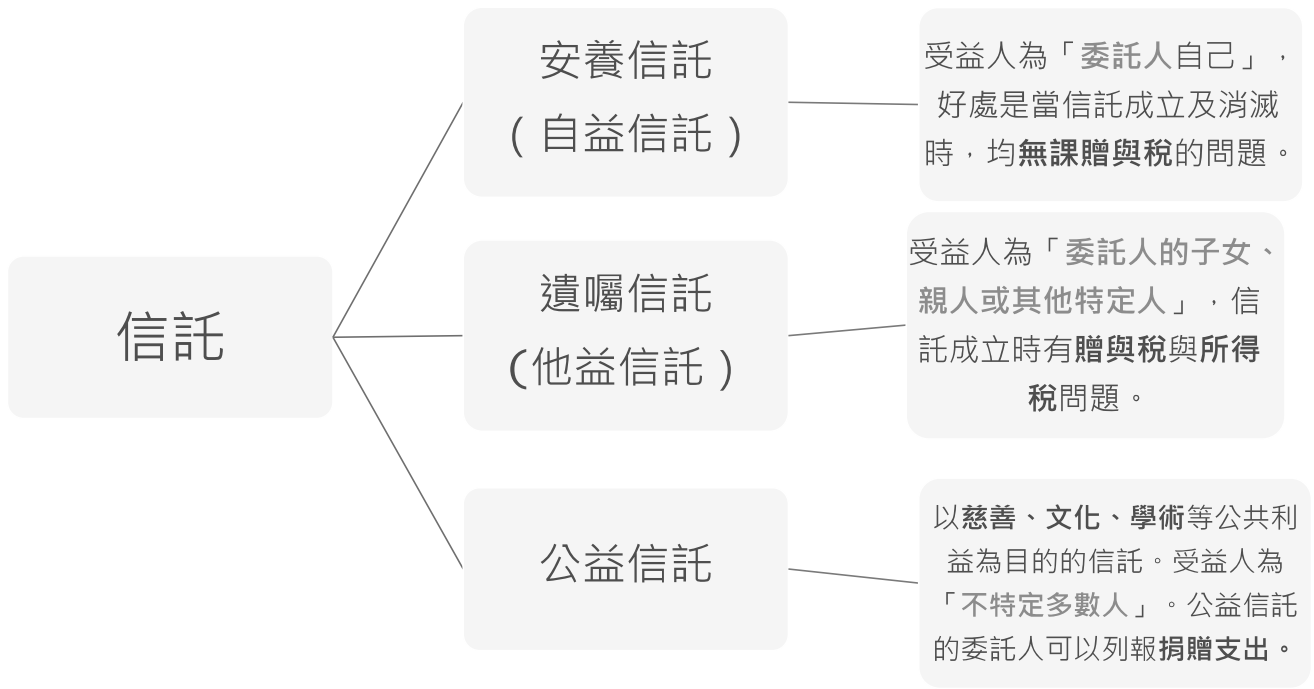 信託
安養信託
( 自益信託 )
受益人為「委託人自己」，
好處是當信託成立及消滅
時，均無課贈與稅的問題。
遺囑信託
(他益信託 )
受益人為「委託人的子女、
親人或其他特定人」，信
託成立時有贈與稅與所得
稅問題。
公益信託
以慈善、文化、學術等公共利
益為目的的信託。受益人為
「不特定多數人」。公益信託
的委託人可以列報捐贈支出。